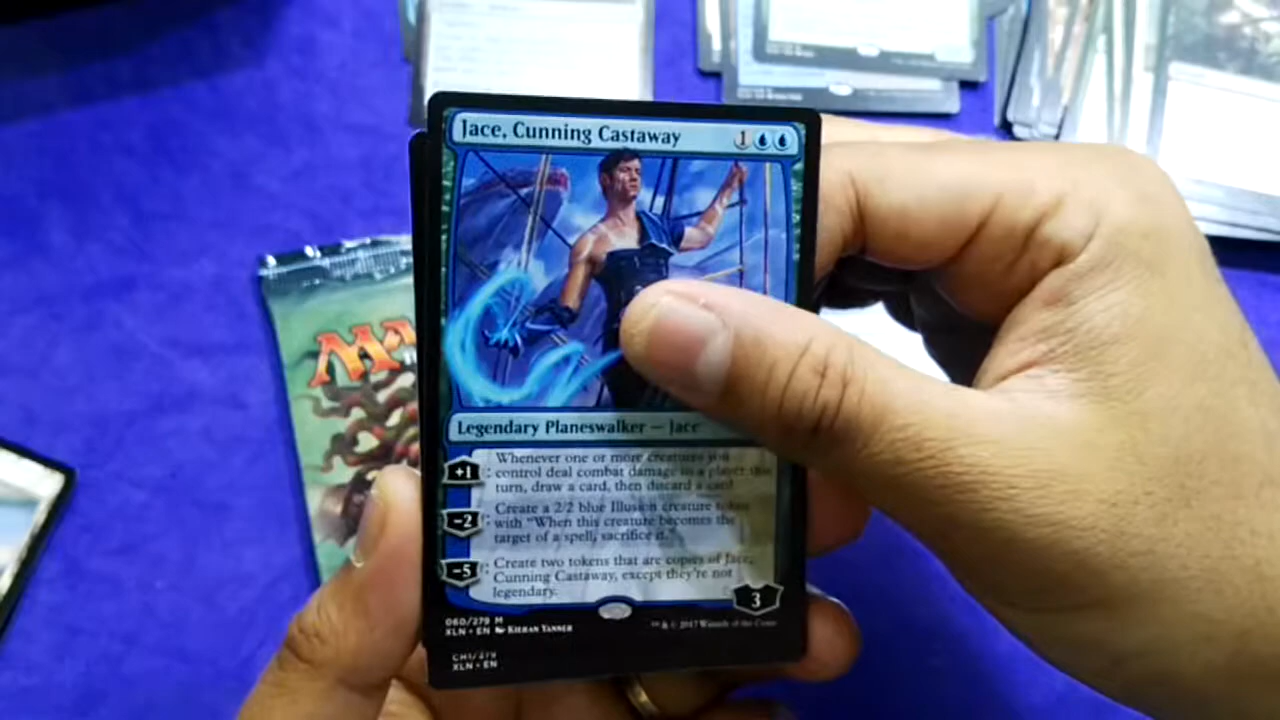 Jace, Cunning Castaway 1
Legendary Planeswalker — Jace
+1 : Whenever one or more creatures you
control deal combat damage to a player this
turn, draw a card, then discard a card.
-2 : Create a 2/2 blue Illusion creature token
with "When this creature becomes the
target of a spell, sacrifice it."
-5 : Create two tokens that are copies of Jace,
Cunning Castaway, except they're not
legendary.
3
060/279 M
XLN • EN Kieran Yanner
™ & © 2017 Wizards of the Coast
XLN • EN
MA